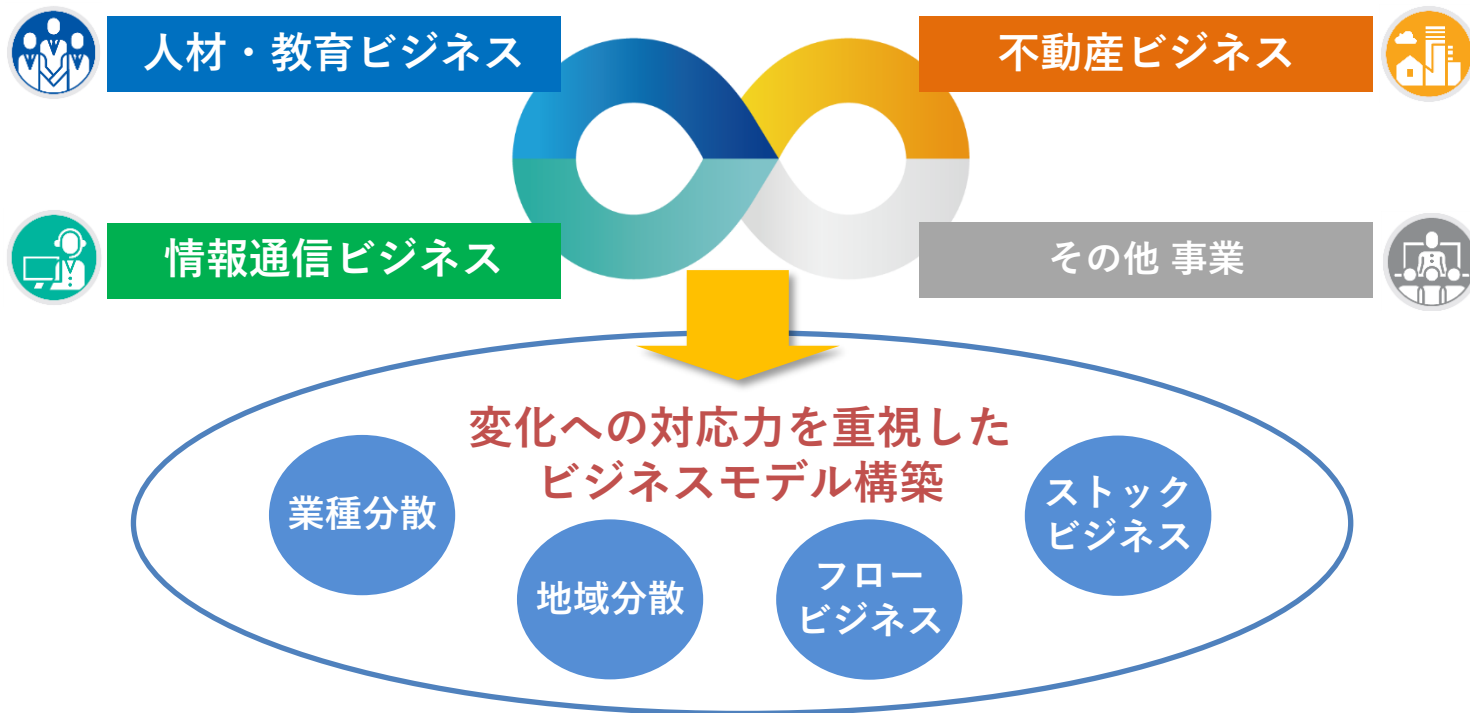 人材・教育ビジネス
不動産ビジネス
情報通信ビジネス
その他 事業
変化への対応力を重視した
ビジネスモデル構築
業種分散
地域分散
フロー
ビジネス
ストック
ビジネス